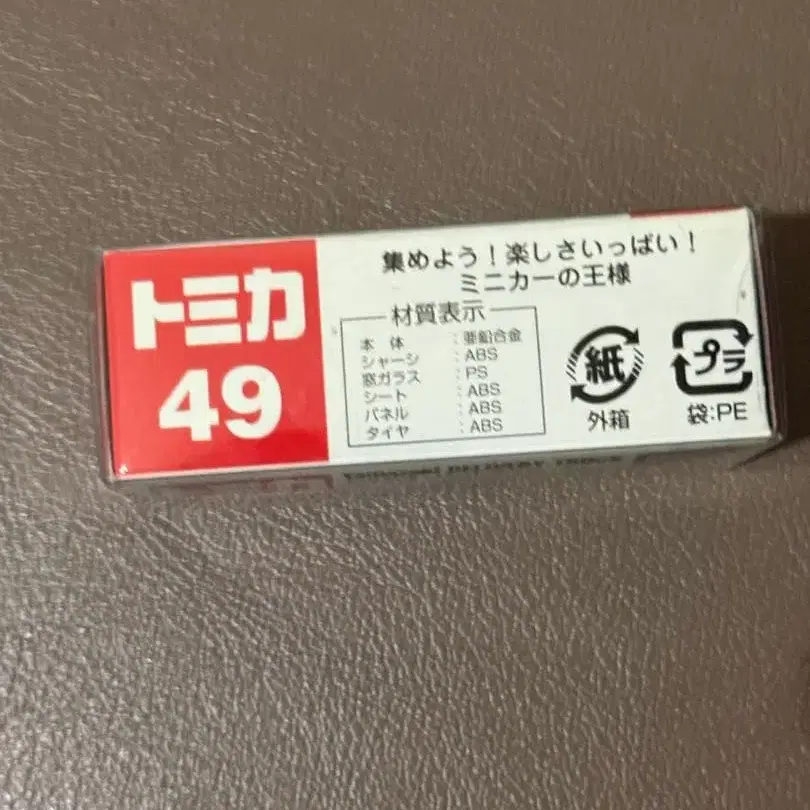 トミカ
49
集めよう！楽しさいっぱい！
ミニカーの王様
材質表示
本 体 ：亜鉛合金
シャーシ ：ABS
窓ガラス ：PS
シート ：ABS
パネル ：ABS
タイヤ ：ABS
紙
外箱
プラ
袋:PE